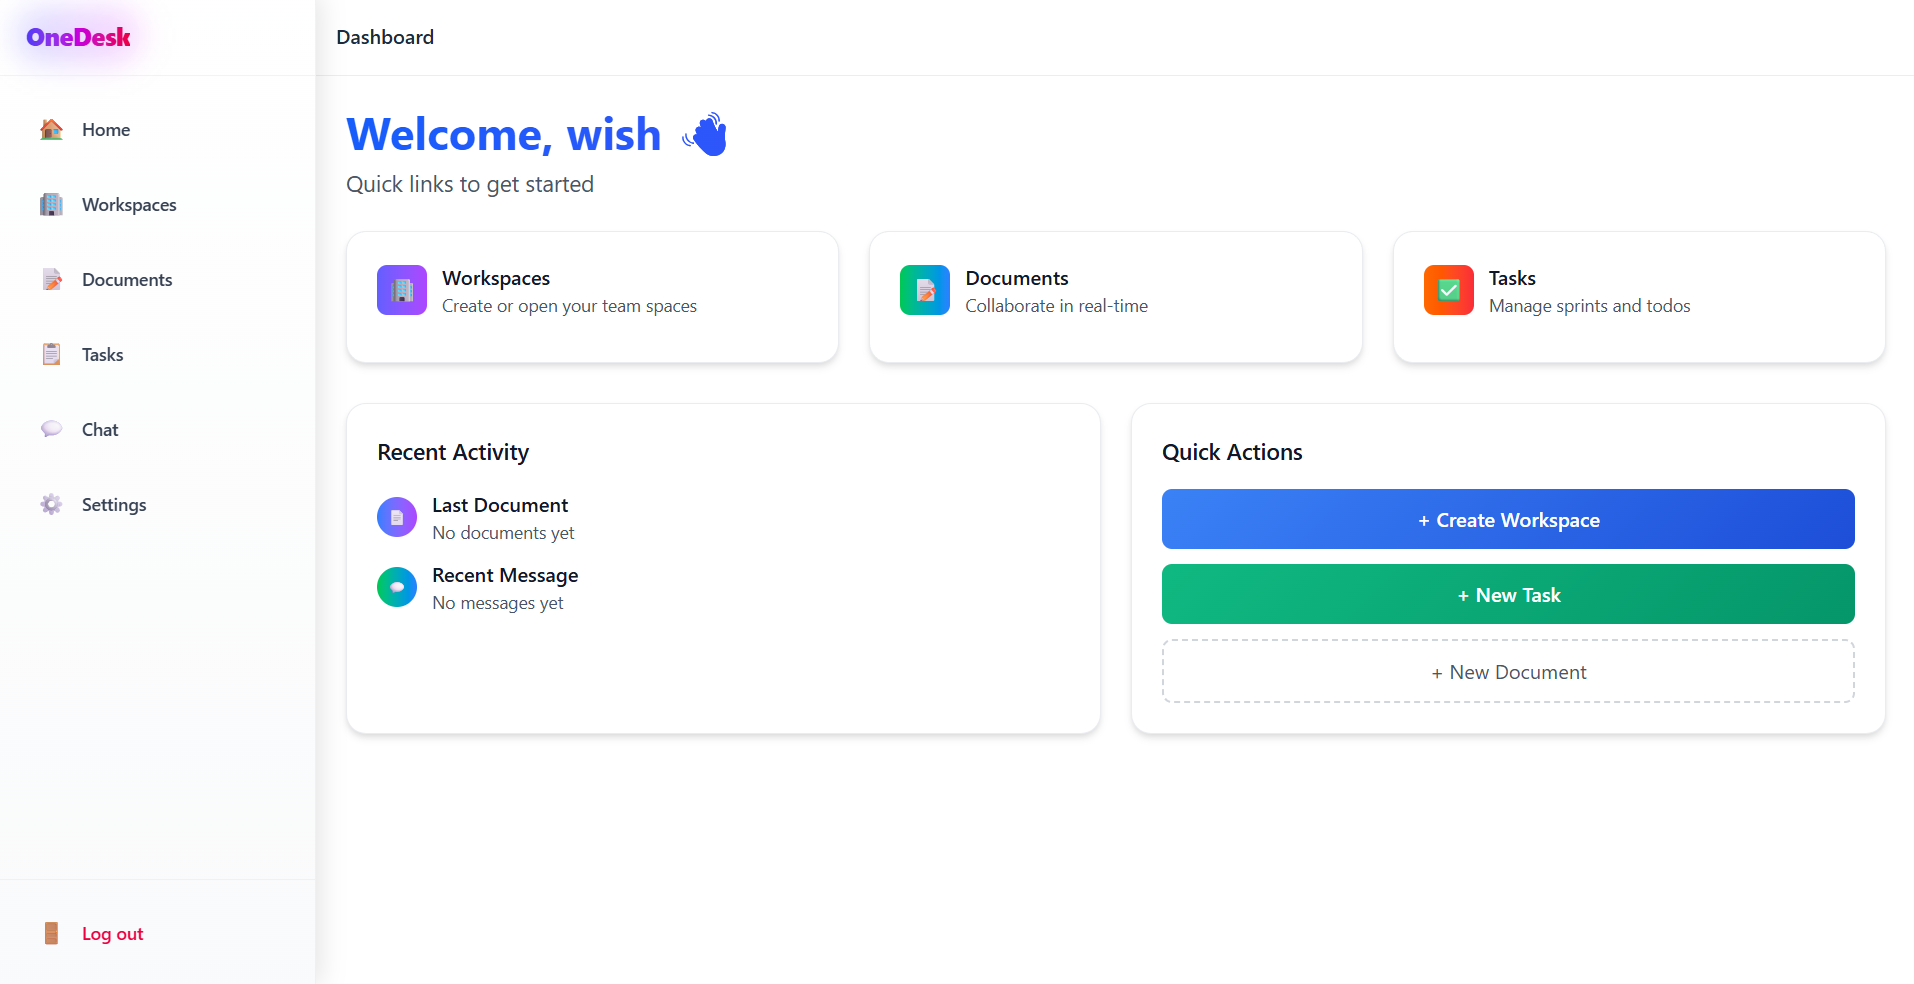 OneDesk
Dashboard
Home
Workspaces
Documents
Tasks
Chat
Settings
Log out
Welcome, wish 👋
Quick links to get started
Workspaces
Create or open your team spaces
Documents
Collaborate in real-time
Tasks
Manage sprints and todos
Recent Activity
Last Document
No documents yet
Recent Message
No messages yet
Quick Actions
+ Create Workspace
+ New Task
+ New Document